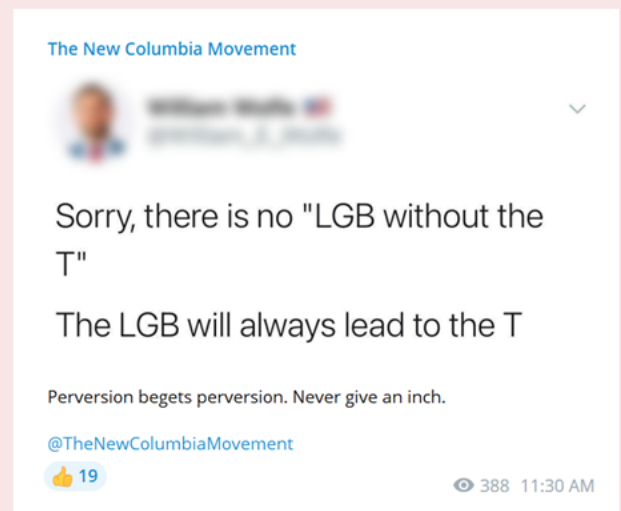 The New Columbia Movement
Sorry, there is no "LGB without the
T"
The LGB will always lead to the T
Perversion begets perversion. Never give an inch.
@TheNewColumbiaMovement
👍 19
388 11:30 AM